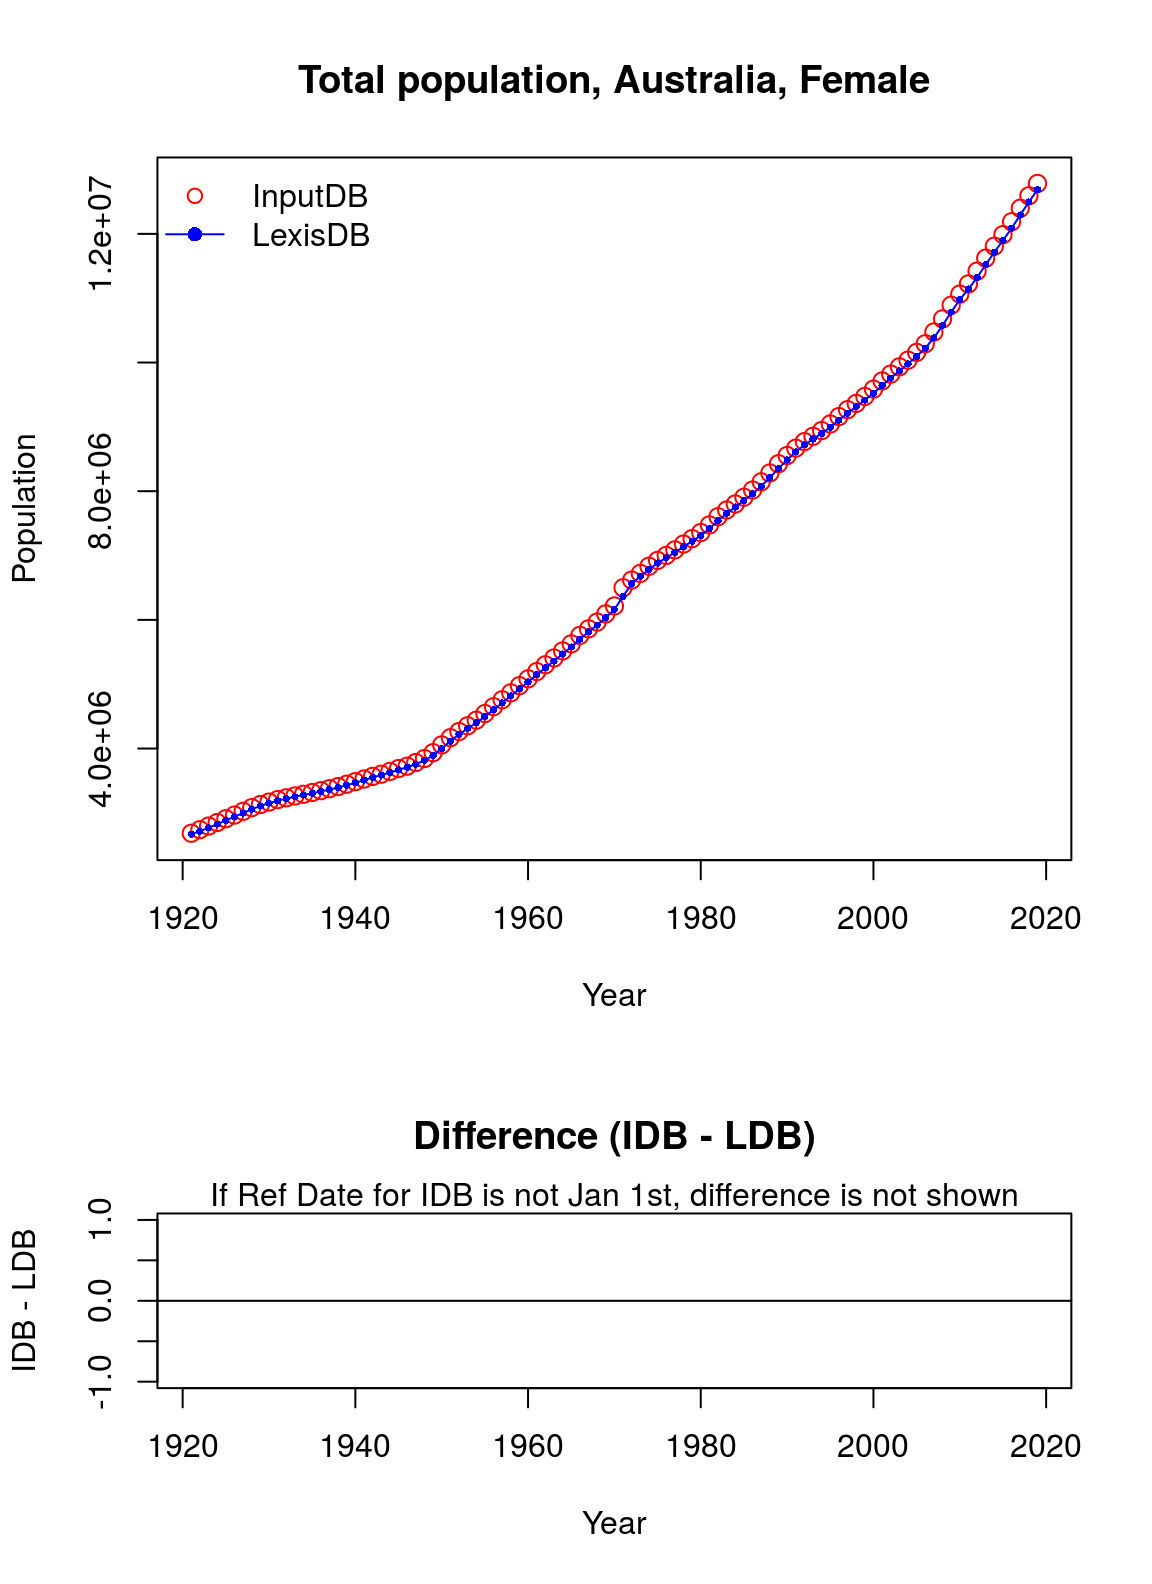 Total population, Australia, Female
InputDB
LexisDB
1.2e+07
8.0e+06
4.0e+06
Population
1920 1940 1960 1980 2000 2020
Year
Difference (IDB - LDB)
If Ref Date for IDB is not Jan 1st, difference is not shown
1.0
0.0
-1.0
IDB - LDB
1920 1940 1960 1980 2000 2020
Year